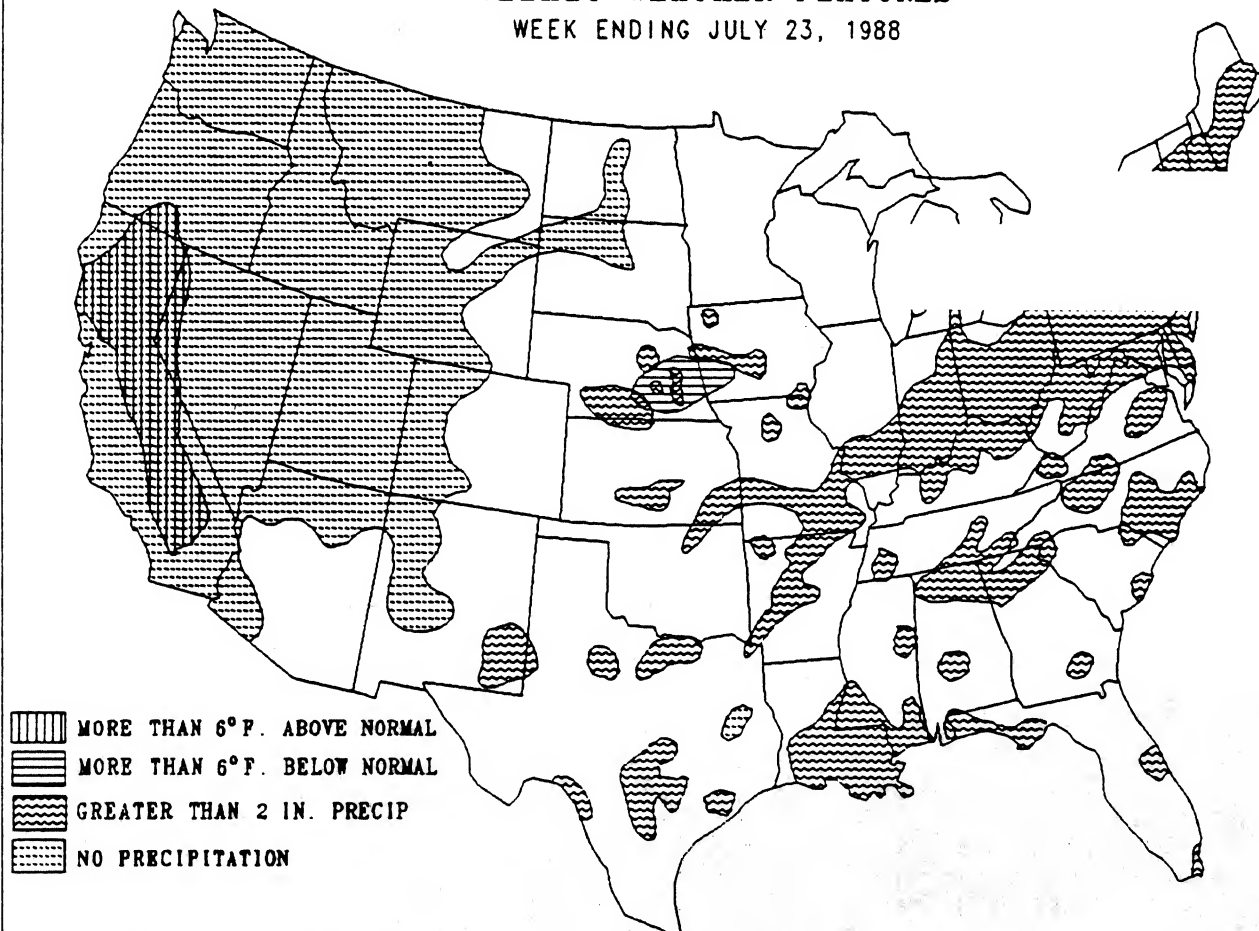 WEEK ENDING JULY 23, 1988
MORE THAN 6°F. ABOVE NORMAL
MORE THAN 6°F. BELOW NORMAL
GREATER THAN 2 IN. PRECIP
NO PRECIPITATION